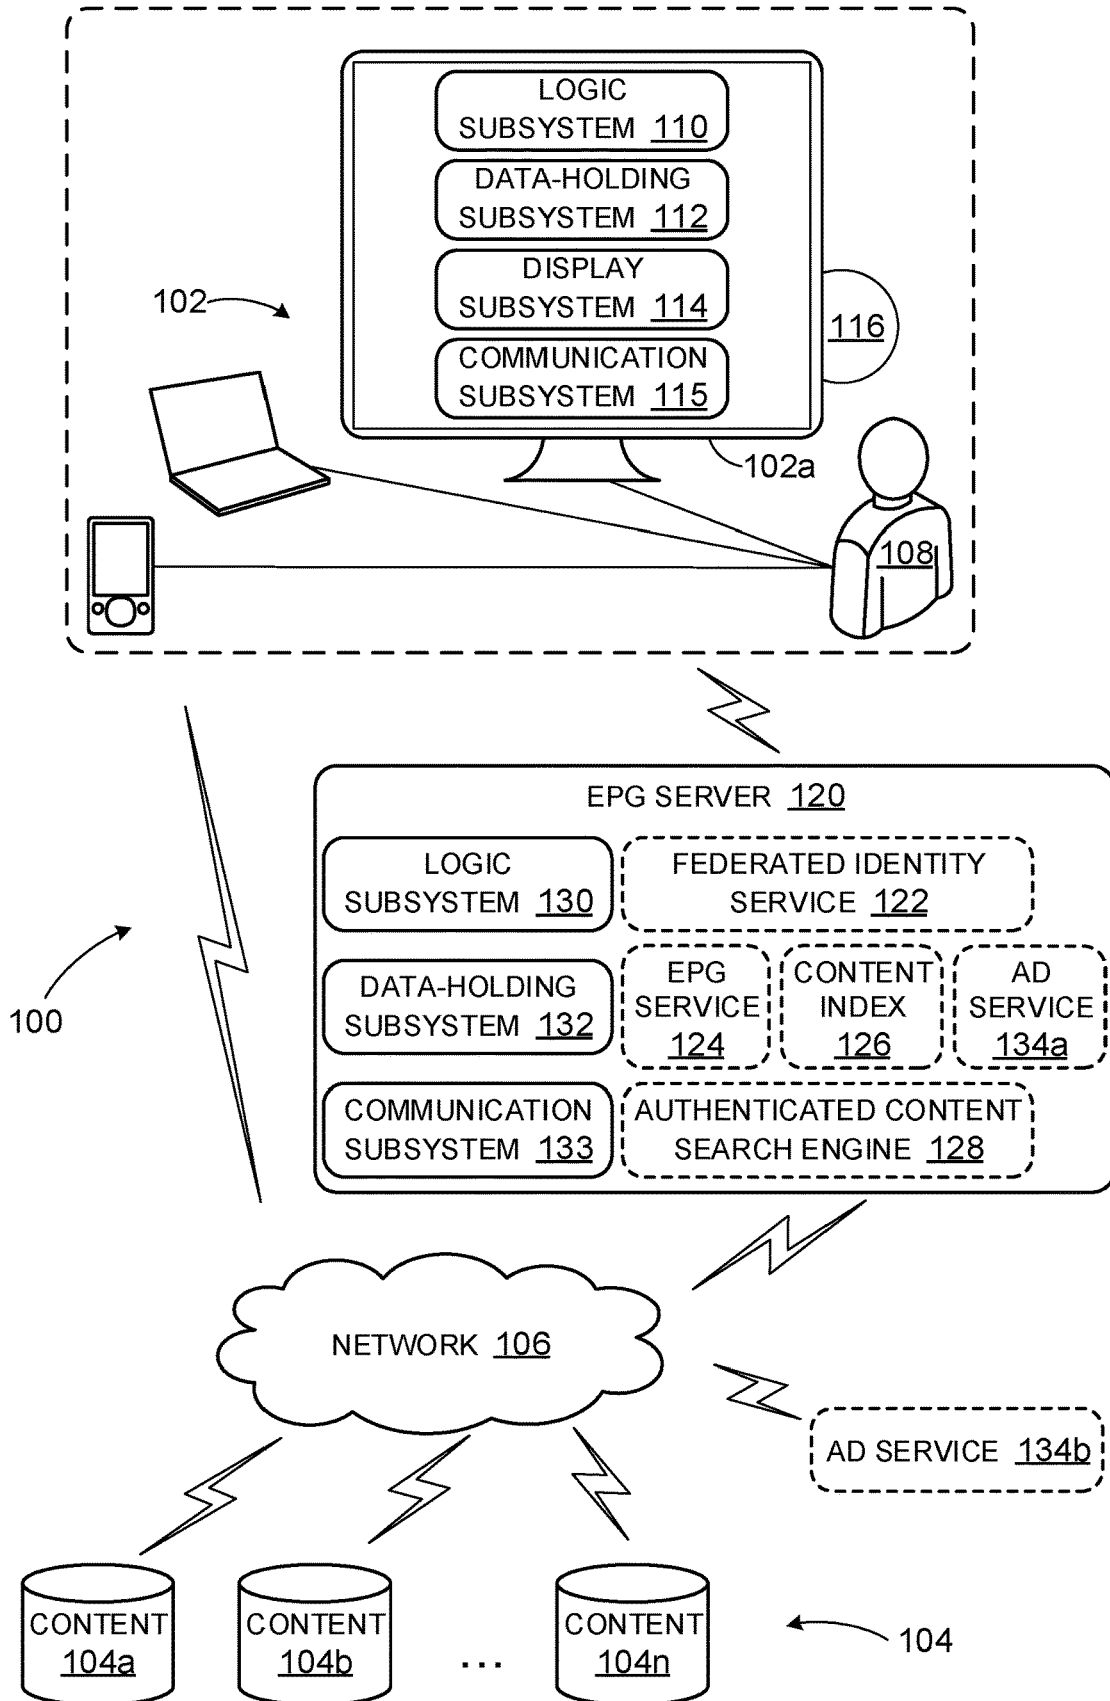 LOGIC
SUBSYSTEM 110
DATA-HOLDING
SUBSYSTEM 112
DISPLAY
SUBSYSTEM 114
COMMUNICATION
SUBSYSTEM 115
102
116
102a
108
EPG SERVER 120
LOGIC
SUBSYSTEM 130
FEDERATED IDENTITY
SERVICE 122
DATA-HOLDING
SUBSYSTEM 132
EPG
SERVICE
124
CONTENT
INDEX
126
AD
SERVICE
134a
100
COMMUNICATION
SUBSYSTEM 133
AUTHENTICATED CONTENT
SEARCH ENGINE 128
NETWORK 106
AD SERVICE 134b
CONTENT
104a
CONTENT
104b
...
CONTENT
104n
104